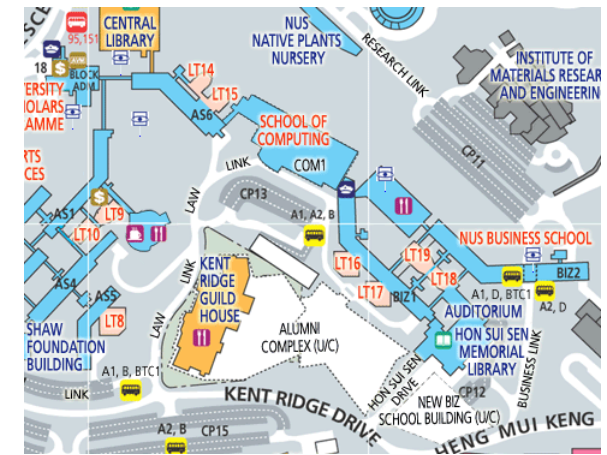 95,151
CENTRAL
LIBRARY
NUS
NATIVE PLANTS
NURSERY
RESEARCH LINK
INSTITUTE OF
MATERIALS RESEAR
AND ENGINEERIN
18
BLOCK
ADM
LT14
LT15
AS6
ERSITY
HOLARS
AMME
SCHOOL OF
COMPUTING
COM1
CP11
LINK
LAW
CP13
RTS
CES
AS1
LT9
LT10
A1, A2, B
NUS BUSINESS SCHOOL
LT16
LT19
LT18
LT17
BIZ1
BIZ2
A1, D, BTC1
A2, D
KENT
RIDGE
GUILD
HOUSE
LINK
LAW
AS4
AS5
LT8
SHAW
FOUNDATION
BUILDING
ALUMNI
COMPLEX (U/C)
AUDITORIUM
HON SUI SEN
MEMORIAL
LIBRARY
HON SUI SEN
DRIVE
BUSINESS LINK
CP12
NEW BIZ
SCHOOL BUILDING (U/C)
A1, B, BTC1
LINK
KENT RIDGE DRIVE
HENG MUI KENG
A2, B
CP15